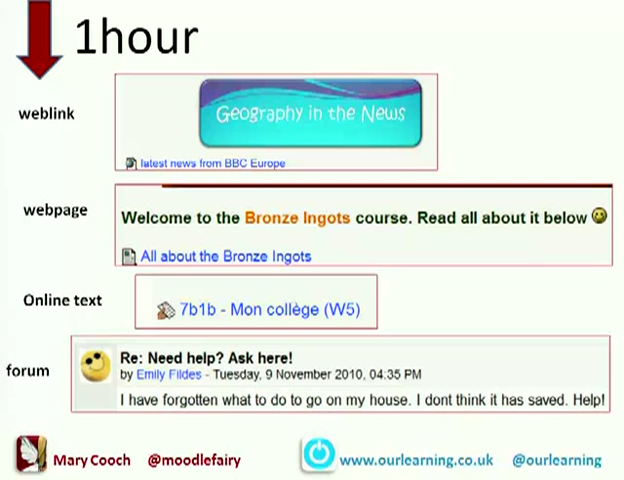 1hour
weblink
Geography in the News
latest news from BBC Europe
webpage
Welcome to the Bronze Ingots course. Read all about it below
All about the Bronze Ingots
Online text
7b1b - Mon collège (W5)
forum
Re: Need help? Ask here!
by Emily Fildes - Tuesday, 9 November 2010, 04:35 PM
I have forgotten what to do to go on my house. I dont think it has saved. Help!
Mary Cooch @moodlefairy
www.ourlearning.co.uk @ourlearning